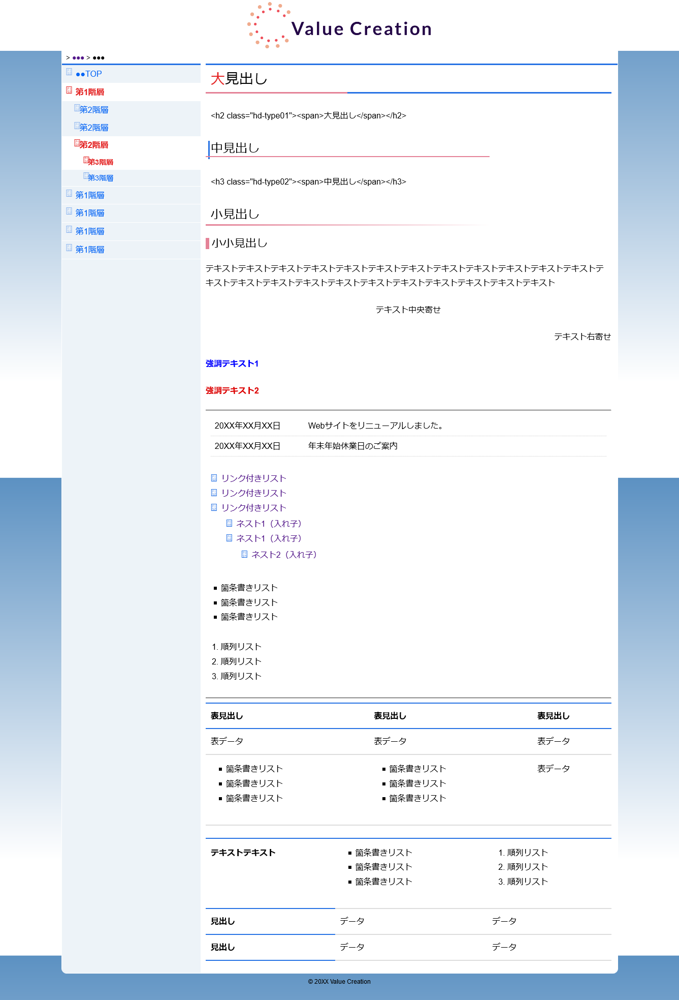 Value Creation
> ●●● > ●●●
●●TOP
第1階層
第2階層
第2階層
第2階層
第3階層
第3階層
第1階層
第1階層
第1階層
第1階層
大見出し
<h2 class="hd-type01"><span>大見出し</span></h2>
中見出し
<h3 class="hd-type02"><span>中見出し</span></h3>
小見出し
小小見出し
テキストテキストテキストテキストテキストテキストテキストテキストテキストテキストテキストテキストテ
キストテキストテキストテキストテキストテキストテキストテキストテキストテキストテキスト
テキスト中央寄せ
テキスト右寄せ
強調テキスト1
強調テキスト2
20XX年XX月XX日 Webサイトをリニューアルしました。
20XX年XX月XX日 年末年始休業日のご案内
リンク付きリスト
リンク付きリスト
リンク付きリスト
ネスト1（入れ子）
ネスト1（入れ子）
ネスト2（入れ子）
▪ 箇条書きリスト
▪ 箇条書きリスト
▪ 箇条書きリスト
1. 順列リスト
2. 順列リスト
3. 順列リスト
表見出し 表見出し 表見出し
表データ 表データ 表データ
▪ 箇条書きリスト ▪ 箇条書きリスト 表データ
▪ 箇条書きリスト ▪ 箇条書きリスト
▪ 箇条書きリスト ▪ 箇条書きリスト
テキストテキスト ▪ 箇条書きリスト 1. 順列リスト
▪ 箇条書きリスト 2. 順列リスト
▪ 箇条書きリスト 3. 順列リスト
見出し データ データ
見出し データ データ
© 20XX Value Creation